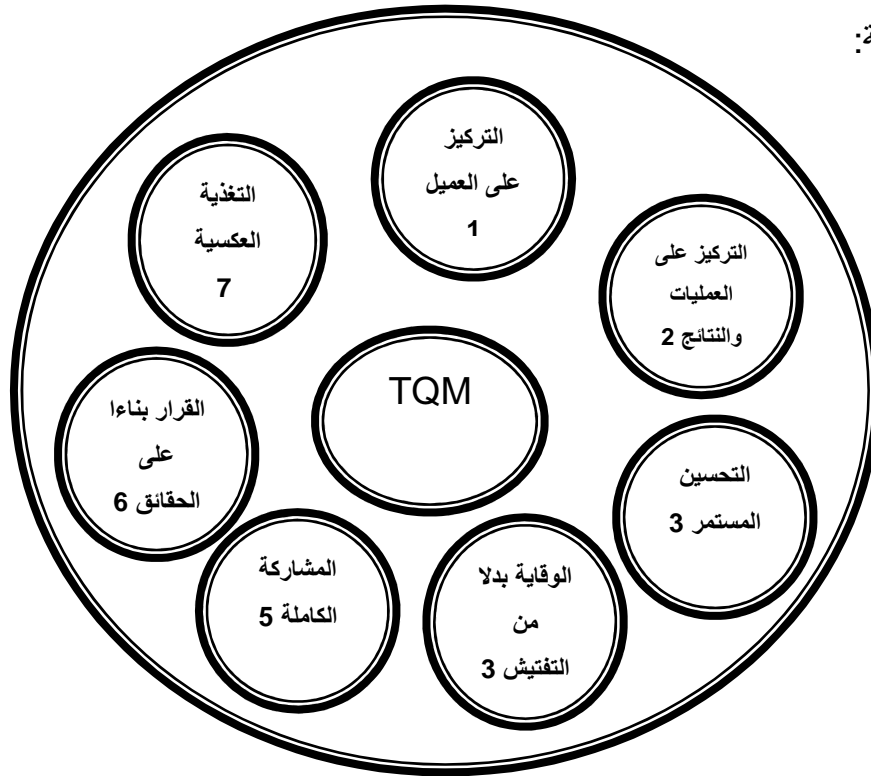 ة:
التركيز
على العميل
1
التركيز على
العمليات
والنتائج 2
التحسين
المستمر 3
الوقاية بدلا
من
التفتيش 3
المشاركة
الكاملة 5
القرار بناءا
على
الحقائق 6
التغذية
العكسية
7
TQM